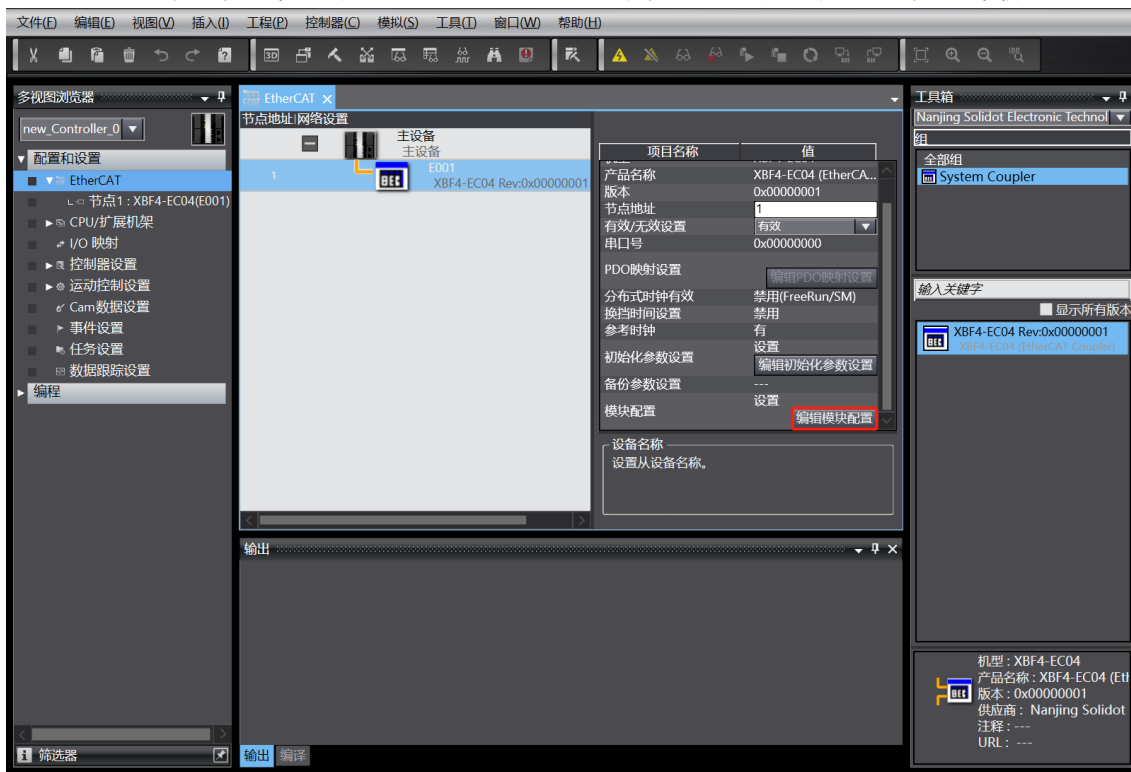 文件(F) 编辑(E) 视图(V) 插入(I) 工程(P) 控制器(C) 模拟(S) 工具(T) 窗口(W) 帮助(H)
3D
多视图浏览器
new_Controller_0
配置和设置
EtherCAT
节点1 : XBF4-EC04(E001)
CPU/扩展机架
I/O 映射
控制器设置
运动控制设置
Cam数据设置
事件设置
任务设置
数据跟踪设置
编程
筛选器
EtherCAT
节点地址|网络设置
主设备
主设备
1
E001
XBF4-EC04 Rev:0x00000001
项目名称 值
产品名称 XBF4-EC04 (EtherCA...
版本 0x00000001
节点地址 1
有效/无效设置 有效
串口号 0x00000000
PDO映射设置
编辑PDO映射设置
分布式时钟有效 禁用(FreeRun/SM)
换挡时间设置 禁用
参考时钟 有
初始化参数设置 设置
编辑初始化参数设置
备份参数设置 ---
模块配置 设置
编辑模块配置
设备名称
设置从设备名称。
输出
输出 编译
工具箱
Nanjing Solidot Electronic Technol
组
全部组
System Coupler
输入关键字
显示所有版本
XBF4-EC04 Rev:0x00000001
XBF4-EC04 (EtherCAT Coupler)
机型 : XBF4-EC04
产品名称 : XBF4-EC04 (Eth
版本 : 0x00000001
供应商 : Nanjing Solidot
注释 : ---
URL : ---